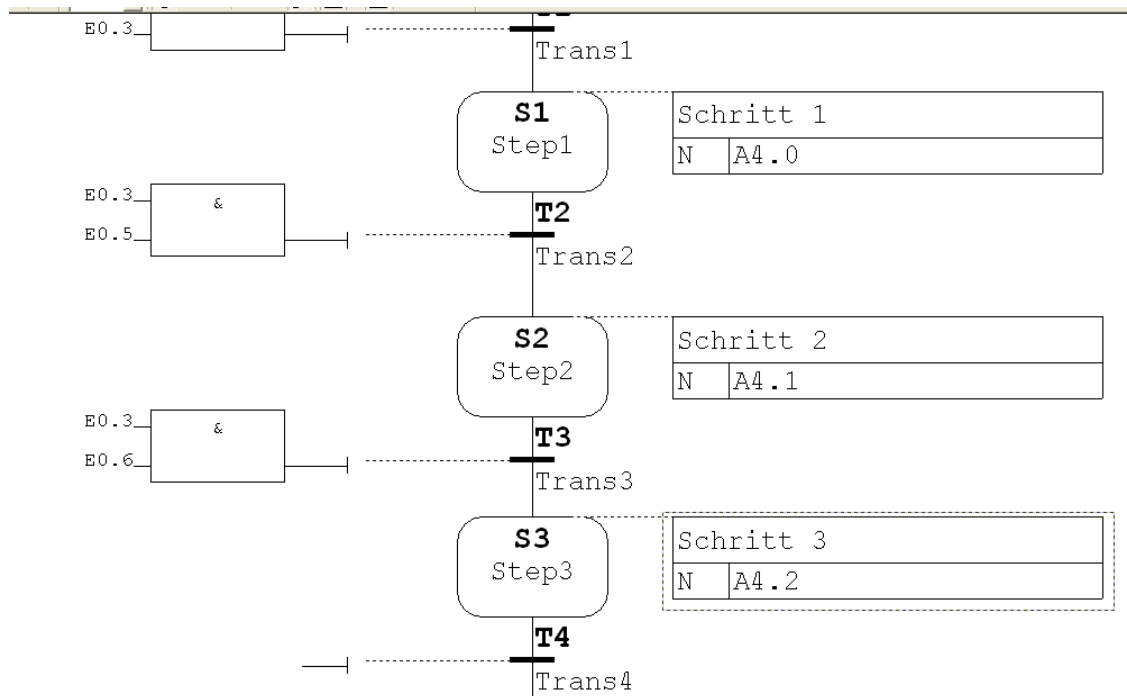 E0.3
Trans1
S1
Step1
Schritt 1
N A4.0
E0.3
&
E0.5
T2
Trans2
S2
Step2
Schritt 2
N A4.1
E0.3
&
E0.6
T3
Trans3
S3
Step3
Schritt 3
N A4.2
T4
Trans4